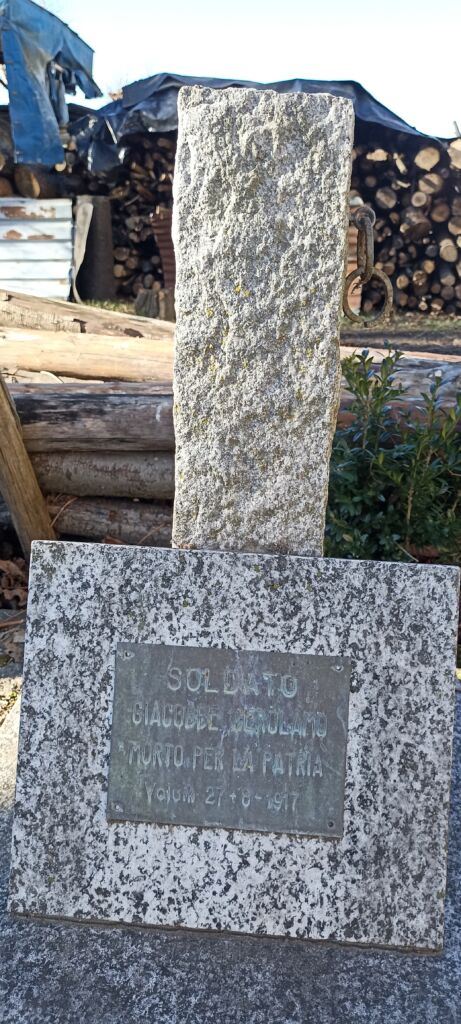 SOLDATO
GIACOBBE GEROLAMO
MORTO PER LA PATRIA
27-8-1917